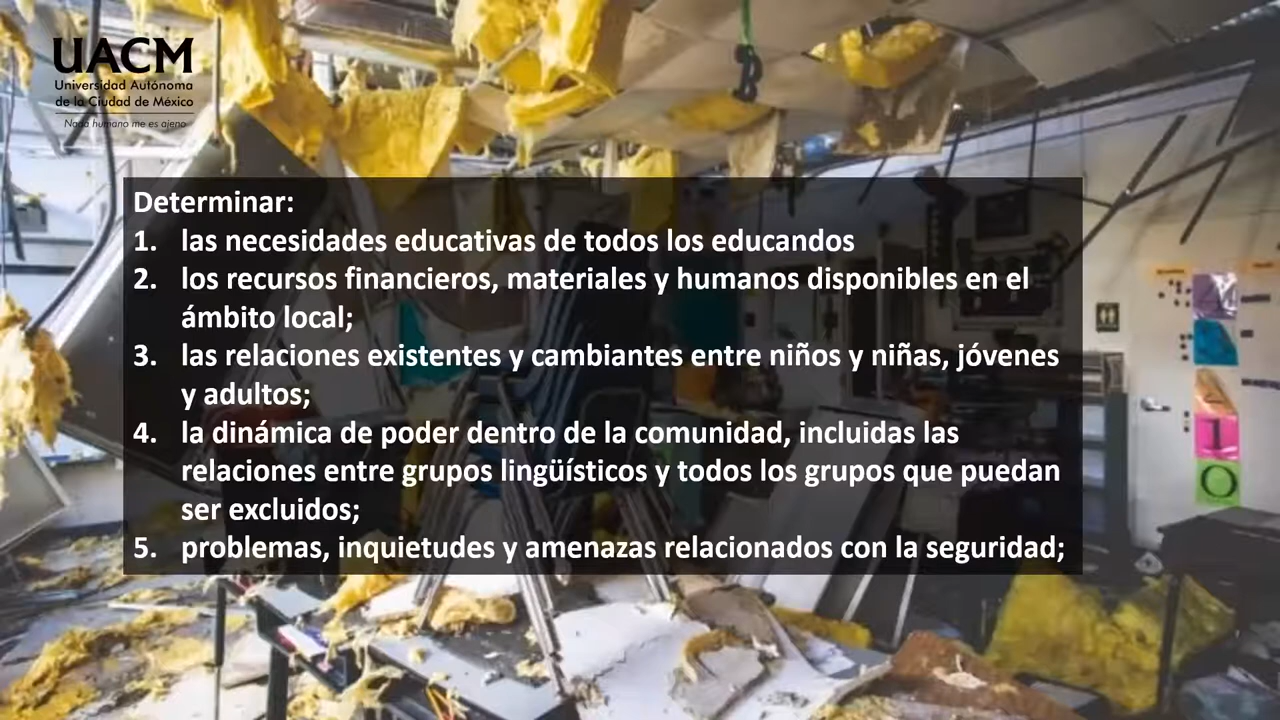 UACM
Universidad Autónoma
de la Ciudad de México
Nada humano me es ajeno
Determinar:
1. las necesidades educativas de todos los educandos
2. los recursos financieros, materiales y humanos disponibles en el
ámbito local;
3. las relaciones existentes y cambiantes entre niños y niñas, jóvenes
y adultos;
4. la dinámica de poder dentro de la comunidad, incluidas las
relaciones entre grupos lingüísticos y todos los grupos que puedan
ser excluidos;
5. problemas, inquietudes y amenazas relacionados con la seguridad;
I
O